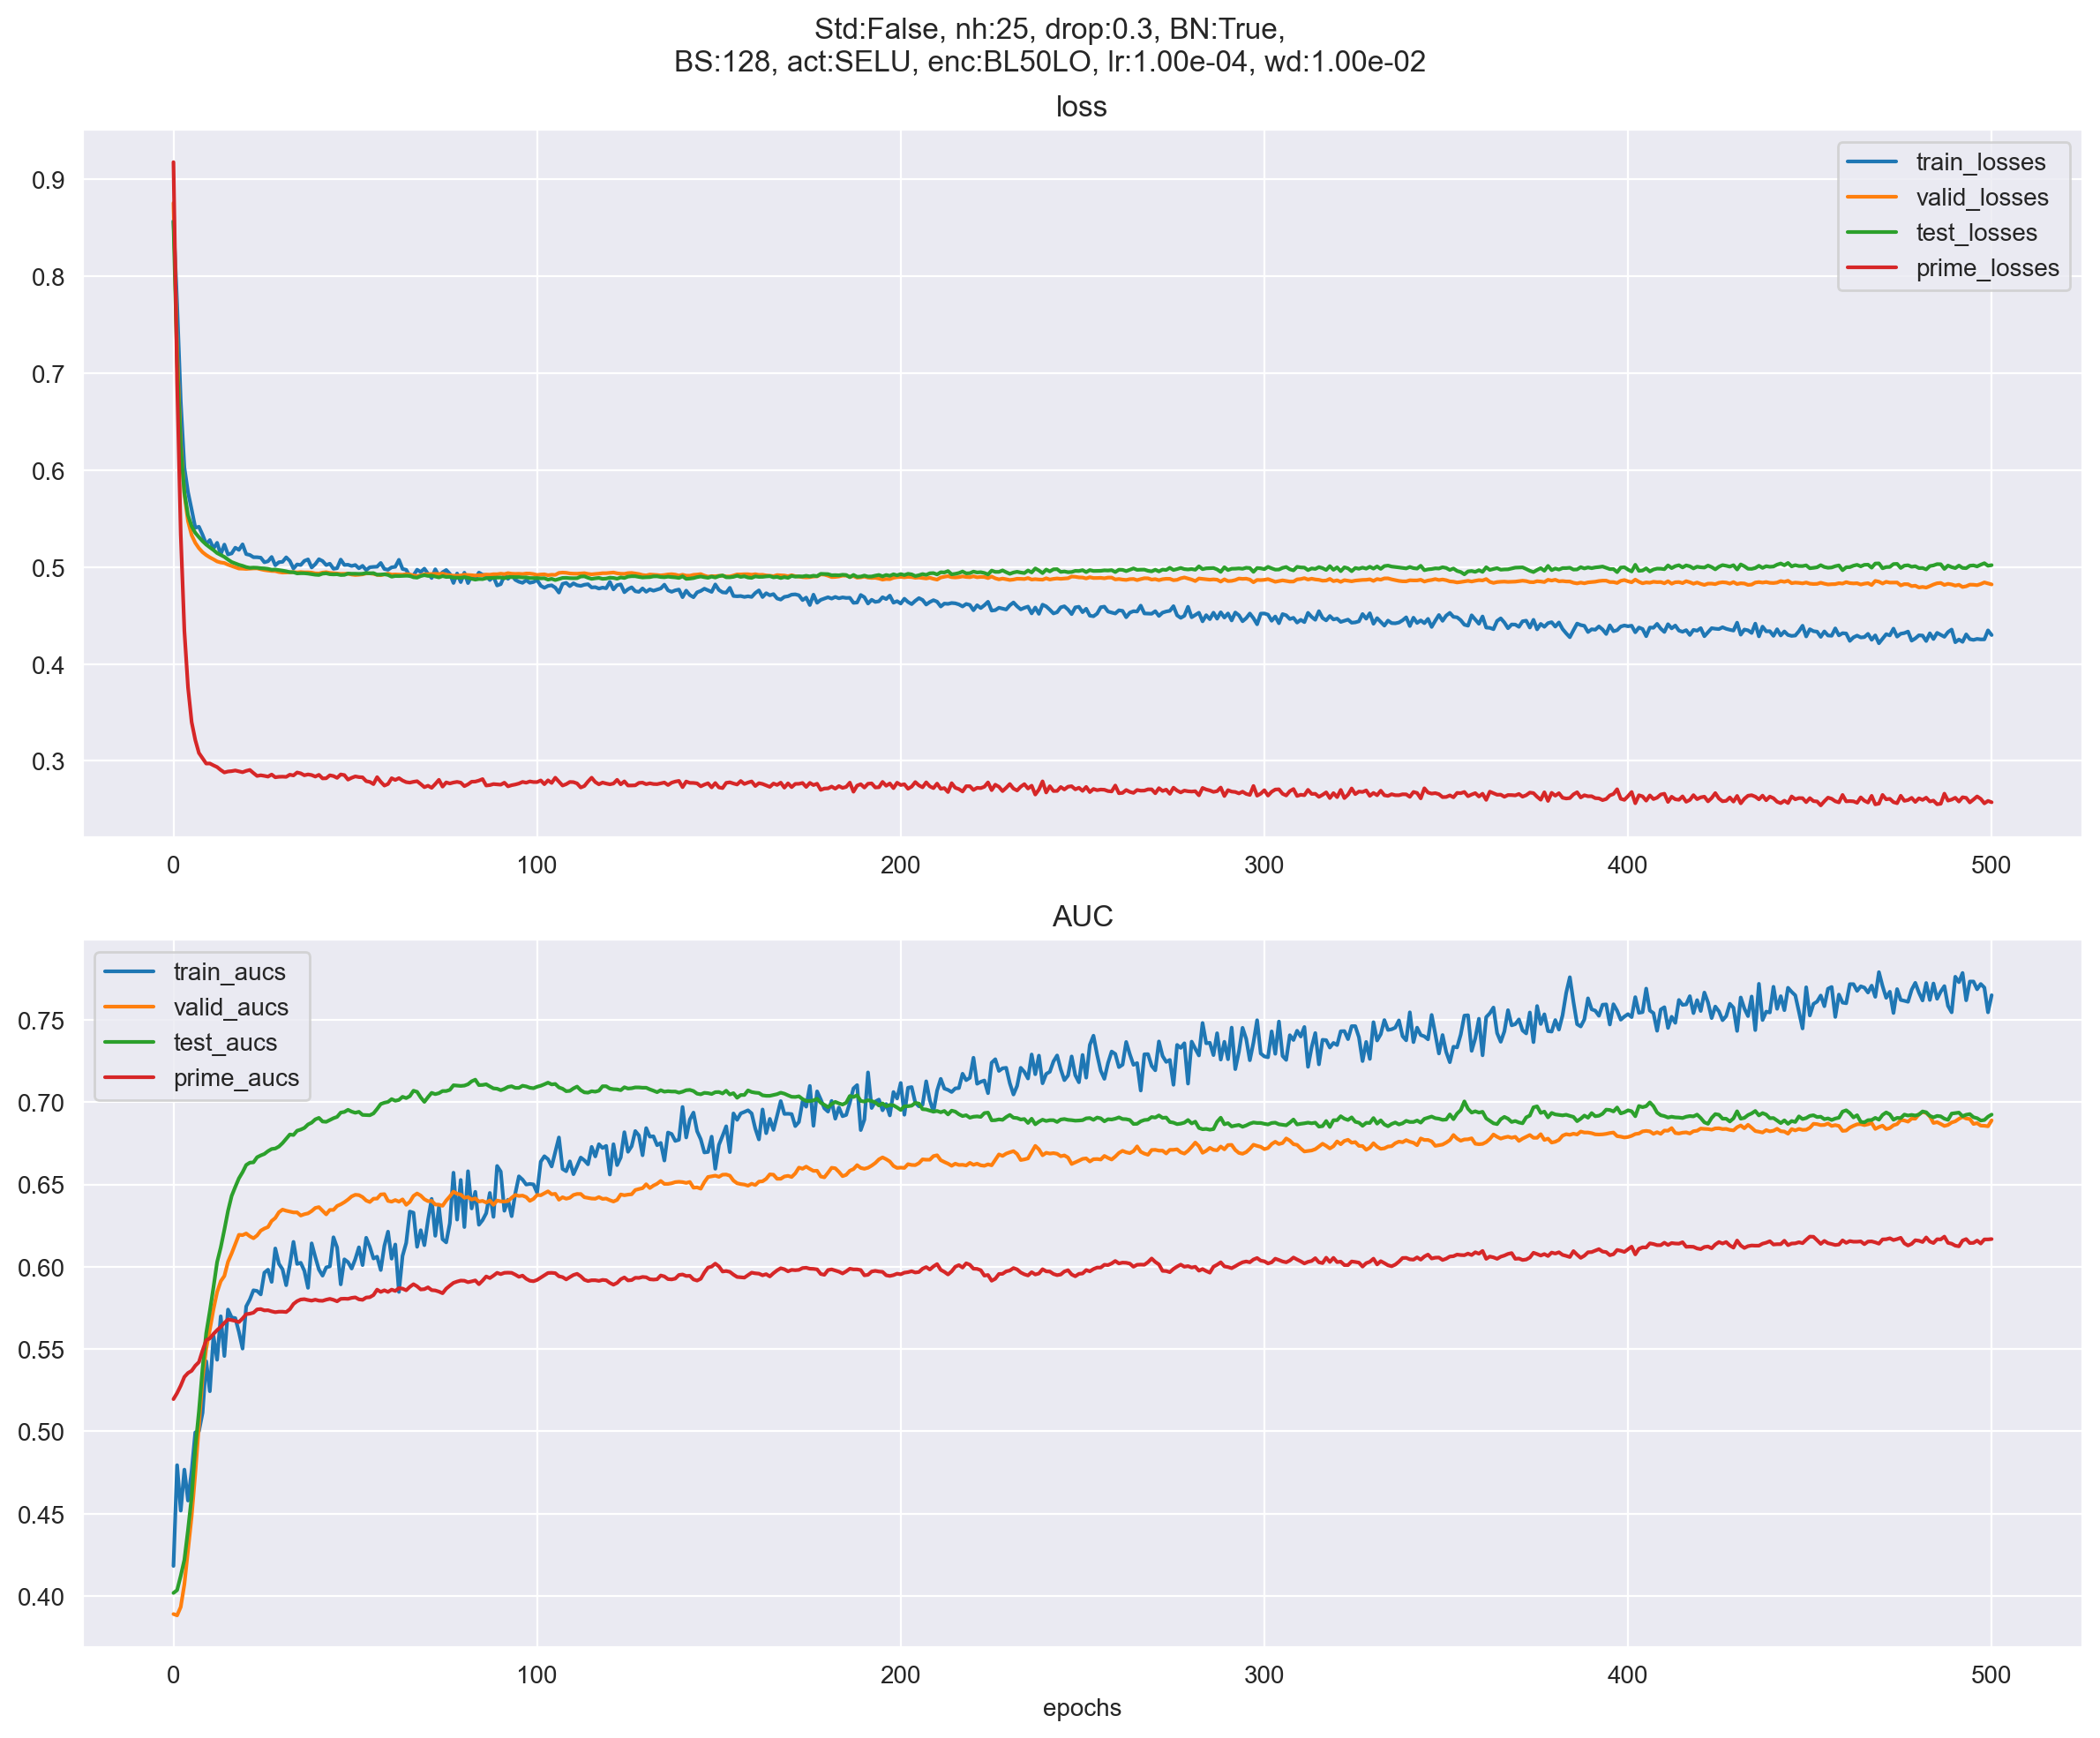 Std:False, nh:25, drop:0.3, BN:True,
BS:128, act:SELU, enc:BL50LO, lr:1.00e-04, wd:1.00e-02
loss
0.9
0.8
0.7
0.6
0.5
0.4
0.3
train_losses
valid_losses
test_losses
prime_losses
0 100 200 300 400 500
AUC
train_aucs
valid_aucs
test_aucs
prime_aucs
0.75
0.70
0.65
0.60
0.55
0.50
0.45
0.40
0 100 200 300 400 500
epochs